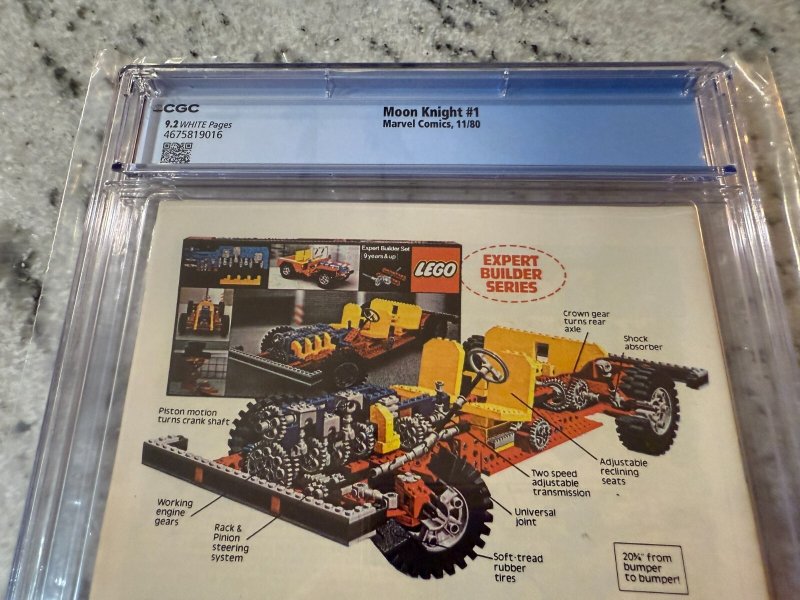 CGC
Moon Knight #1
9.2 WHITE Pages
Marvel Comics, 11/80
4675819016
Expert Builder Set
9 years & up
LEGO
EXPERT
BUILDER
SERIES
Crown gear
turns rear
axle
Shock
absorber
Piston motion
turns crank shaft
Adjustable
reclining
seats
Two speed
adjustable
transmission
Working
engine
gears
Universal
joint
Rack &
Pinion
steering
system
Soft-tread
rubber
tires
20¾" from
bumper
to bumper!